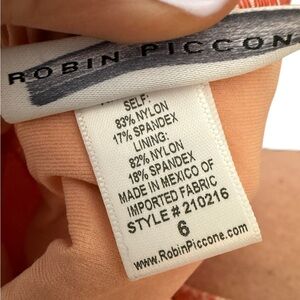 ROBIN PICCON
SELF:
83% NYLON
17% SPANDEX
LINING:
82% NYLON
18% SPANDEX
MADE IN MEXICO OF
IMPORTED FABRIC
STYLE # 210216
6
www.RobinPiccone.com